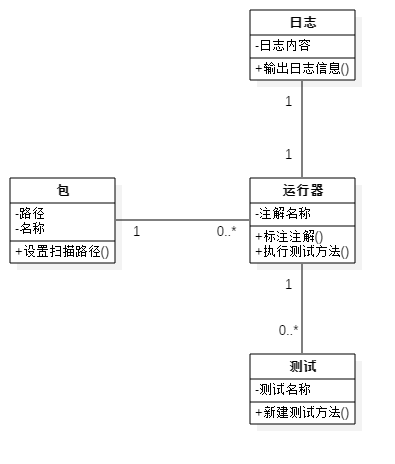 日志
-日志内容
+输出日志信息()
1
1
包
-路径
-名称
+设置扫描路径()
1
0..*
运行器
-注解名称
+标注注解()
+执行测试方法()
1
0..*
测试
-测试名称
+新建测试方法()